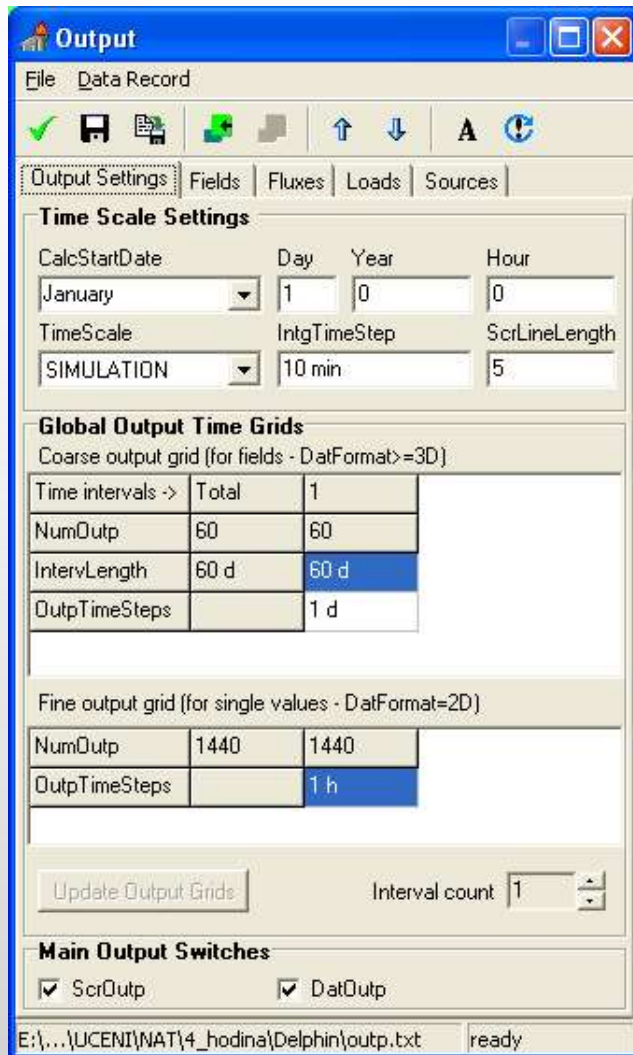 Output
File Data Record
A
Output Settings Fields Fluxes Loads Sources
Time Scale Settings
CalcStartDate Day Year Hour
January 1 0 0
TimeScale IntgTimeStep ScrLineLength
SIMULATION 10 min 5
Global Output Time Grids
Coarse output grid (for fields - DatFormat>=3D)
Time intervals -> Total 1
NumOutp 60 60
IntervLength 60 d 60 d
OutpTimeSteps 1 d
Fine output grid (for single values - DatFormat=2D)
NumOutp 1440 1440
OutpTimeSteps 1 h
Update Output Grids Interval count 1
Main Output Switches
ScrOutp DatOutp
E:\...\UCENI\NAT\4_hodina\Delphin\outp.txt ready